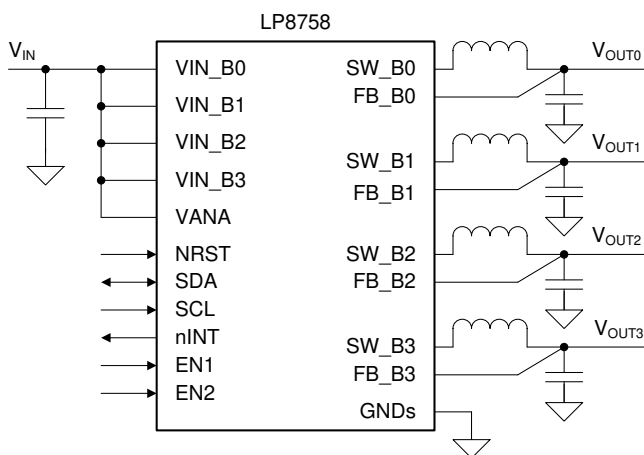 LP8758
VIN
VIN_B0
VIN_B1
VIN_B2
VIN_B3
VANA
NRST
SDA
SCL
nINT
EN1
EN2
SW_B0
FB_B0
SW_B1
FB_B1
SW_B2
FB_B2
SW_B3
FB_B3
GNDs
VOUT0
VOUT1
VOUT2
VOUT3